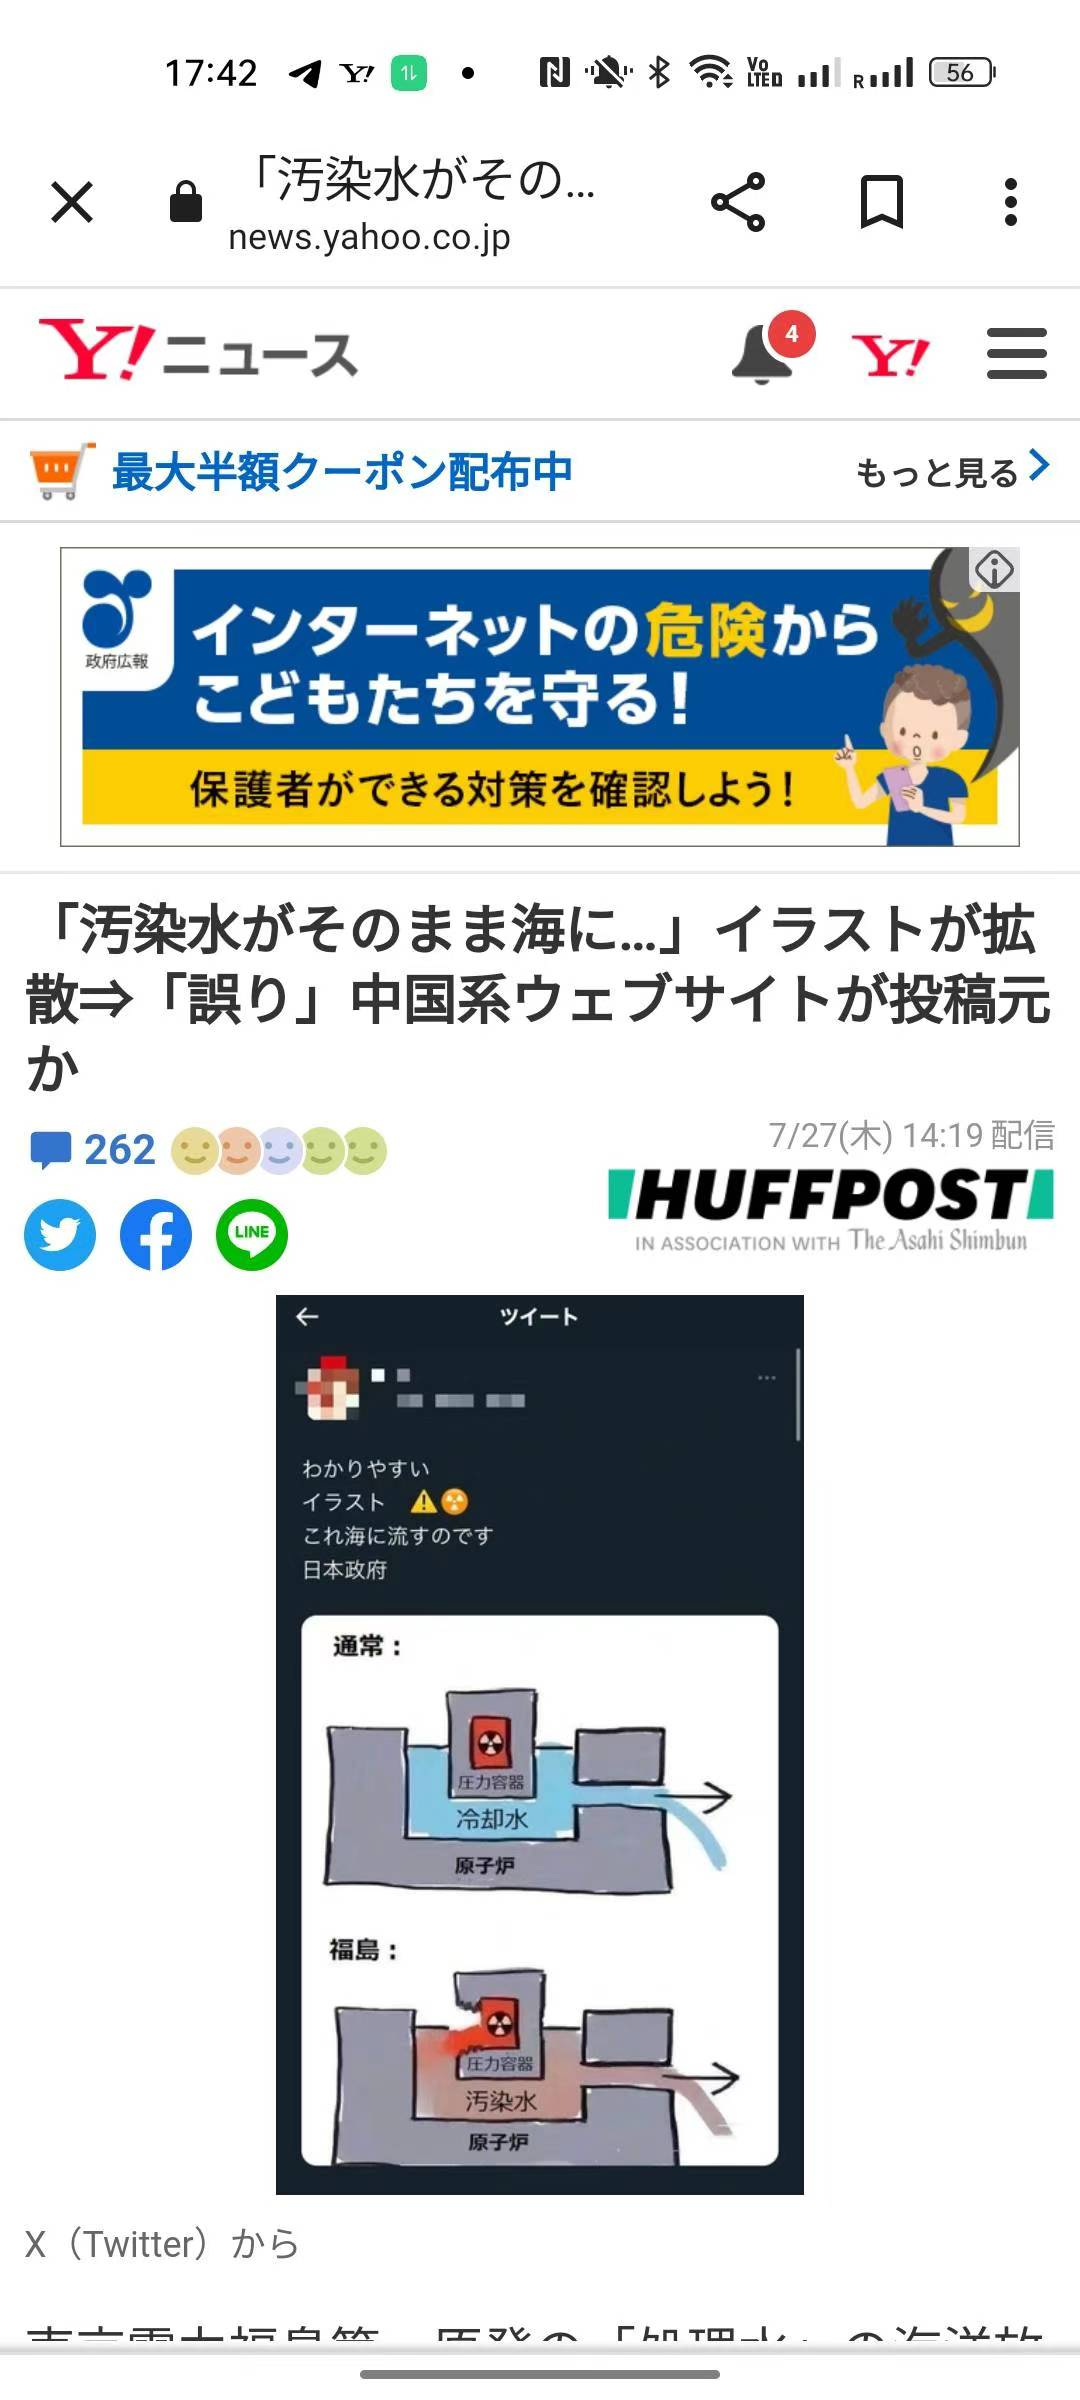 17:42
Y!
Vo
LTED
R
56
「汚染水がその...
news.yahoo.co.jp
Y!ニュース
4
Y!
最大半額クーポン配布中
もっと見る
政府広報
インターネットの危険から
こどもたちを守る!
保護者ができる対策を確認しよう!
「汚染水がそのまま海に...」イラストが拡
散⇒「誤り」中国系ウェブサイトが投稿元
か
262
7/27(木) 14:19 配信
LINE
HUFFPOST
IN ASSOCIATION WITH The Asahi Shimbun
ツイート
わかりやすい
イラスト ⚠️☢️
これ海に流すのです
日本政府
通常：
圧力容器
冷却水
原子炉
福島：
圧力容器
汚染水
原子炉
X（Twitter）から